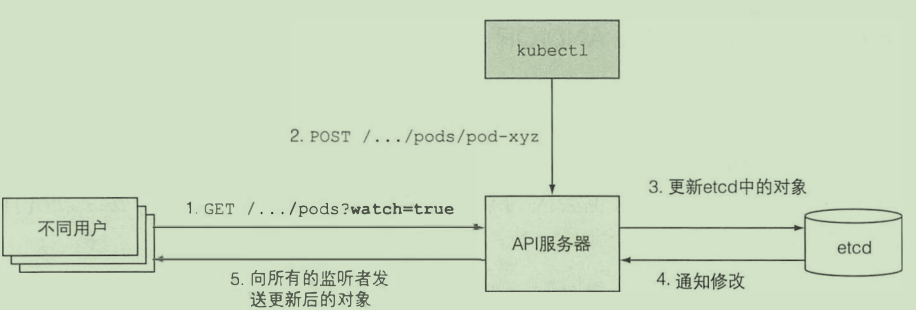 kubectl
2. POST /.../pods/pod-xyz
3. 更新etcd中的对象
1. GET /.../pods?watch=true
不同用户
API服务器
etcd
5. 向所有的监听者发
送更新后的对象
4. 通知修改